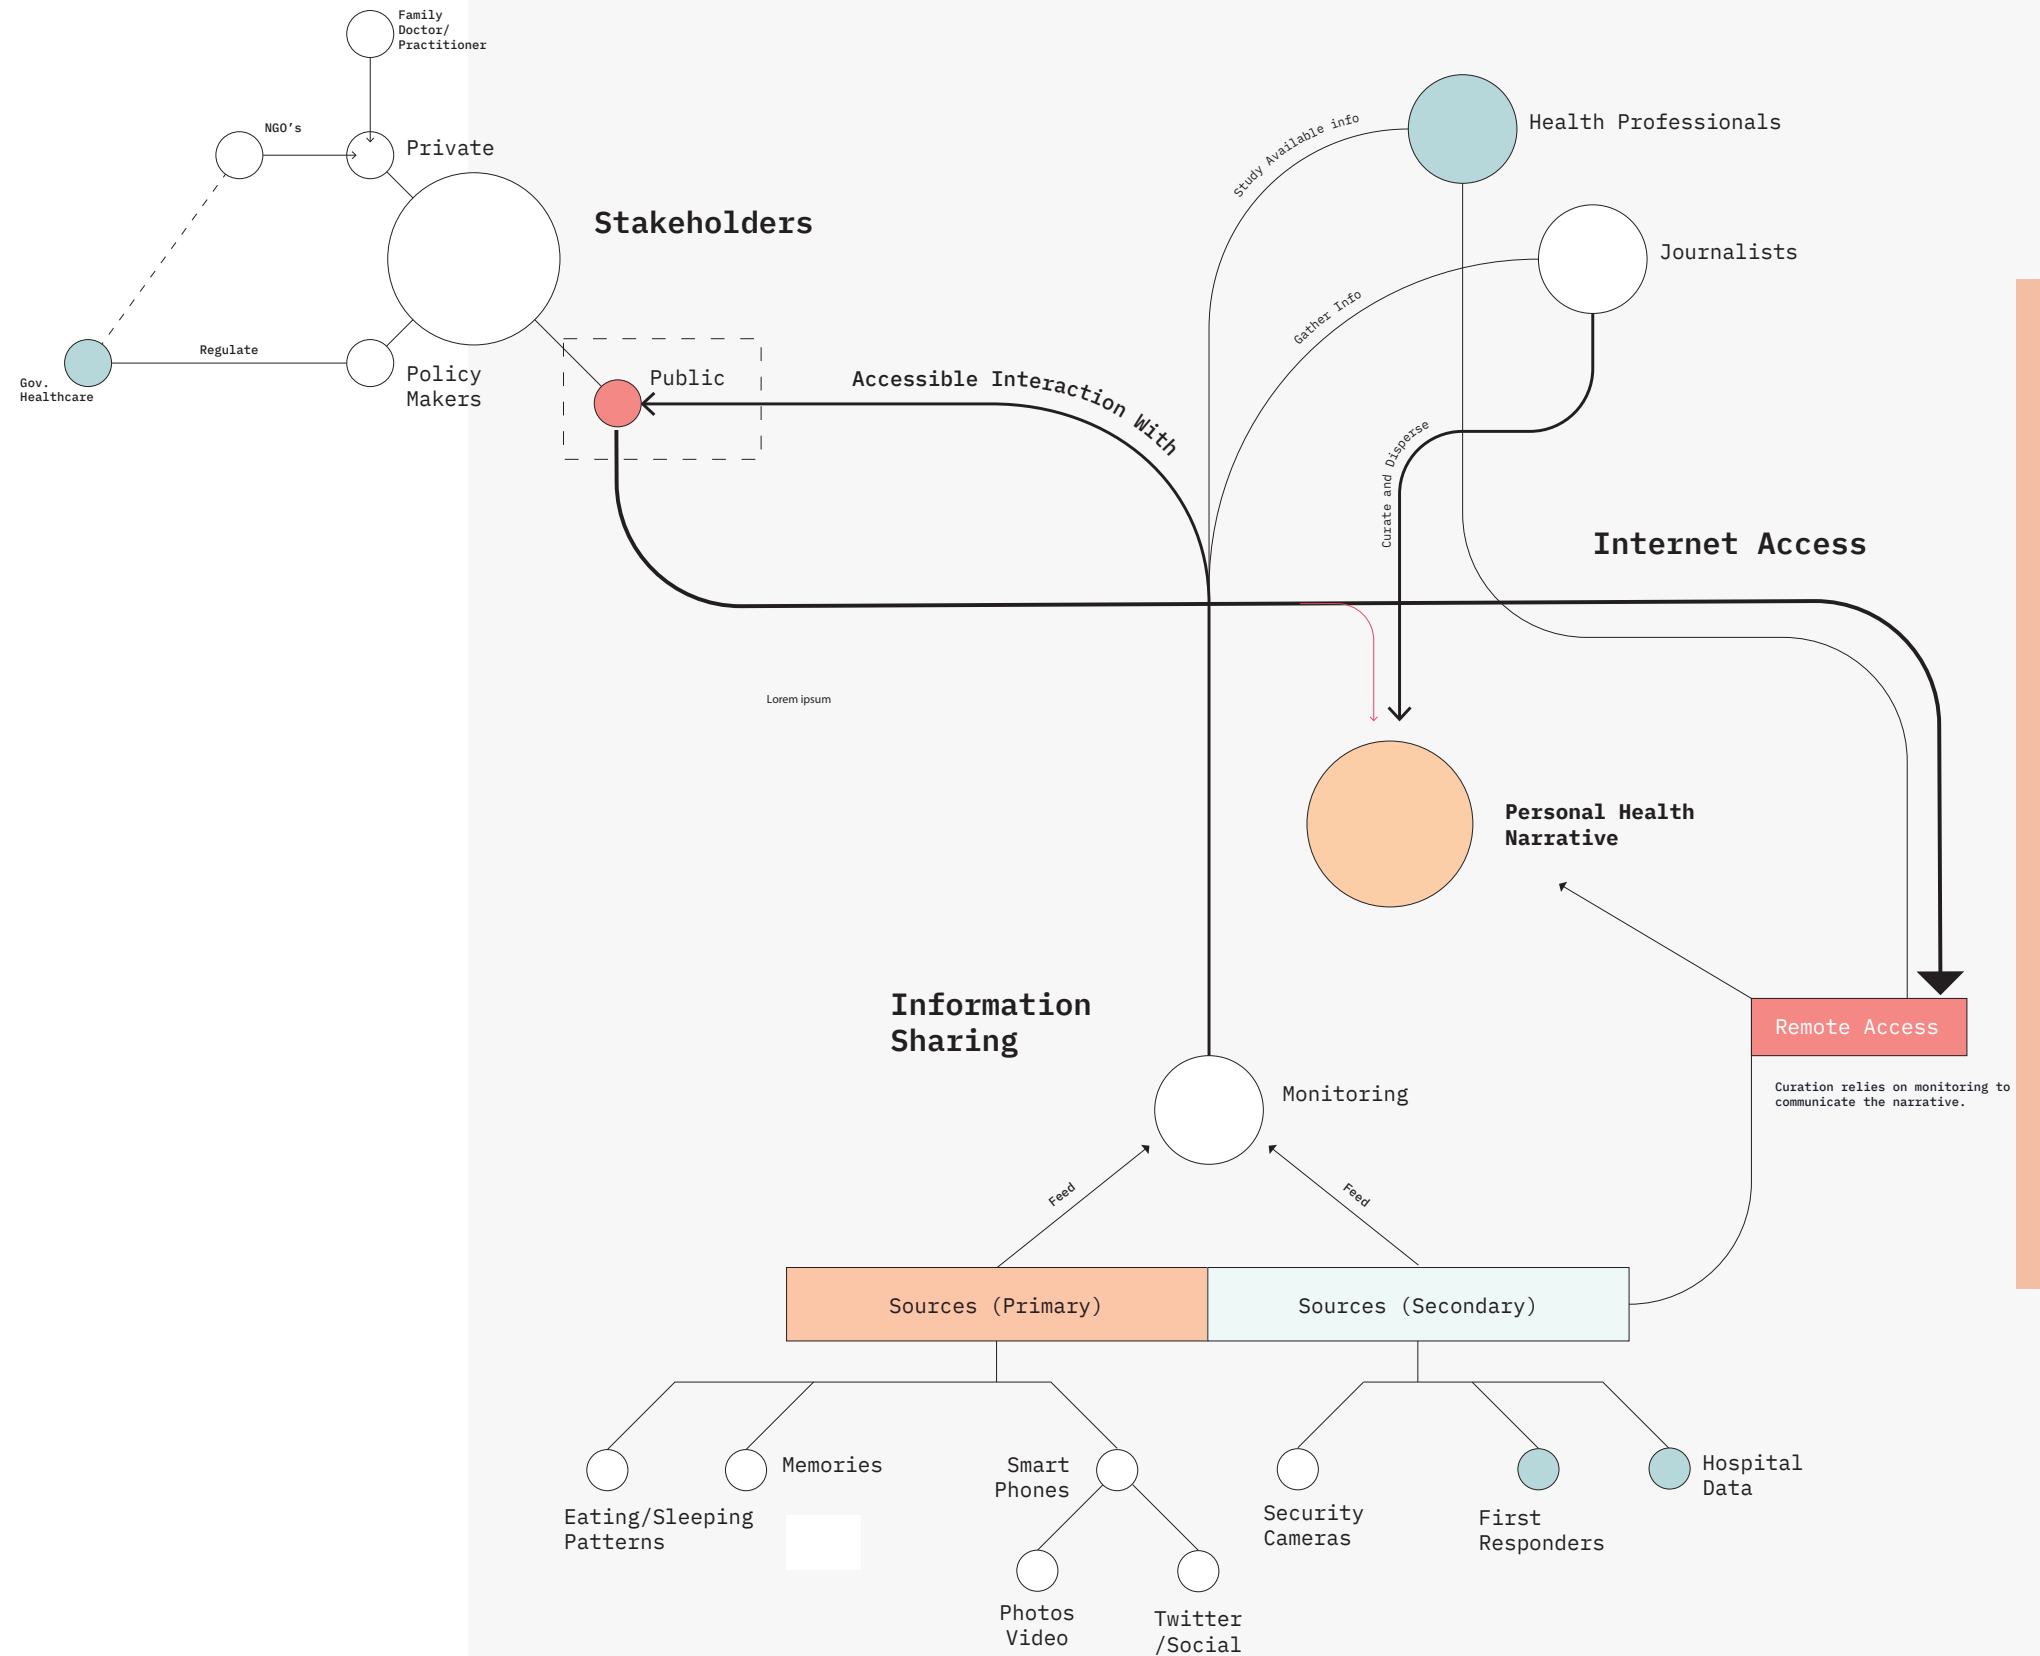 Family
Doctor/
Practitioner
NGO's
Private
Stakeholders
Regulate
Gov.
Healthcare
Policy
Makers
Public
Accessible Interaction With
Study Available info
Health Professionals
Journalists
Gather Info
Curate and Disperse
Internet Access
Lorem ipsum
Personal Health
Narrative
Information
Sharing
Remote Access
Curation relies on monitoring to
communicate the narrative.
Monitoring
Feed
Feed
Sources (Primary)
Sources (Secondary)
Eating/Sleeping
Patterns
Memories
Smart
Phones
Photos
Video
Twitter
/Social
Security
Cameras
First
Responders
Hospital
Data